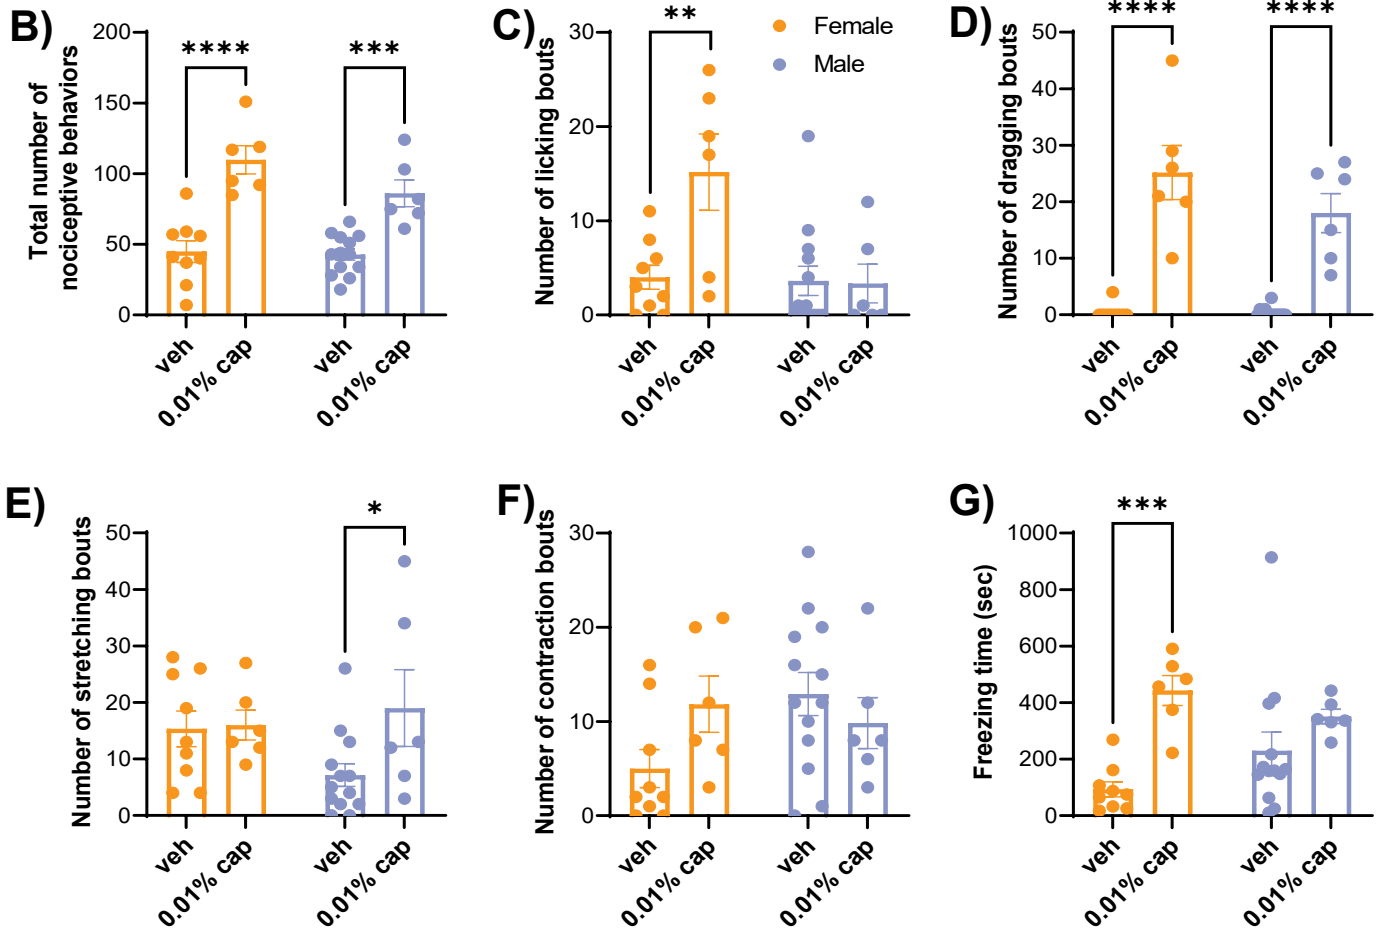 B)
Total number of
nociceptive behaviors
200
150
100
50
0
****
***
veh
0.01% cap
veh
0.01% cap
C)
Number of licking bouts
30
20
10
0
**
Female
Male
veh
0.01% cap
veh
0.01% cap
D)
Number of dragging bouts
50
40
30
20
10
0
****
****
veh
0.01% cap
veh
0.01% cap
E)
Number of stretching bouts
50
40
30
20
10
0
*
veh
0.01% cap
veh
0.01% cap
F)
Number of contraction bouts
30
20
10
0
veh
0.01% cap
veh
0.01% cap
G)
Freezing time (sec)
1000
800
600
400
200
0
***
veh
0.01% cap
veh
0.01% cap